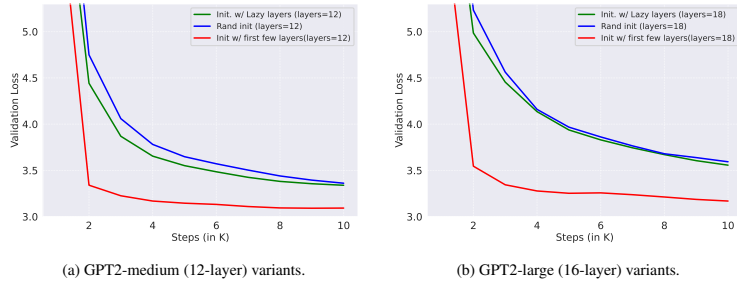 Init. w/ Lazy layers (layers=12)
Rand init (layers=12)
Init w/ first few layers(layers=12)
5.0
4.5
4.0
3.5
3.0
Validation Loss
2
4
6
8
10
Steps (in K)
(a) GPT2-medium (12-layer) variants.
Init. w/ Lazy layers (layers=18)
Rand init (layers=18)
Init w/ first few layers(layers=18)
5.0
4.5
4.0
3.5
3.0
Validation Loss
2
4
6
8
10
Steps (in K)
(b) GPT2-large (16-layer) variants.